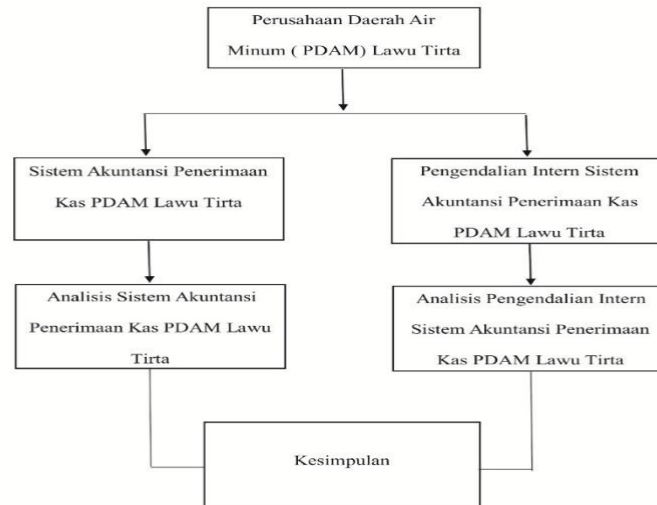 Perusahaan Daerah Air
Minum ( PDAM) Lawu Tirta
Sistem Akuntansi Penerimaan
Kas PDAM Lawu Tirta
Pengendalian Intern Sistem
Akuntansi Penerimaan Kas
PDAM Lawu Tirta
Analisis Sistem Akuntansi
Penerimaan Kas PDAM Lawu
Tirta
Analisis Pengendalian Intern
Sistem Akuntansi Penerimaan
Kas PDAM Lawu Tirta
Kesimpulan